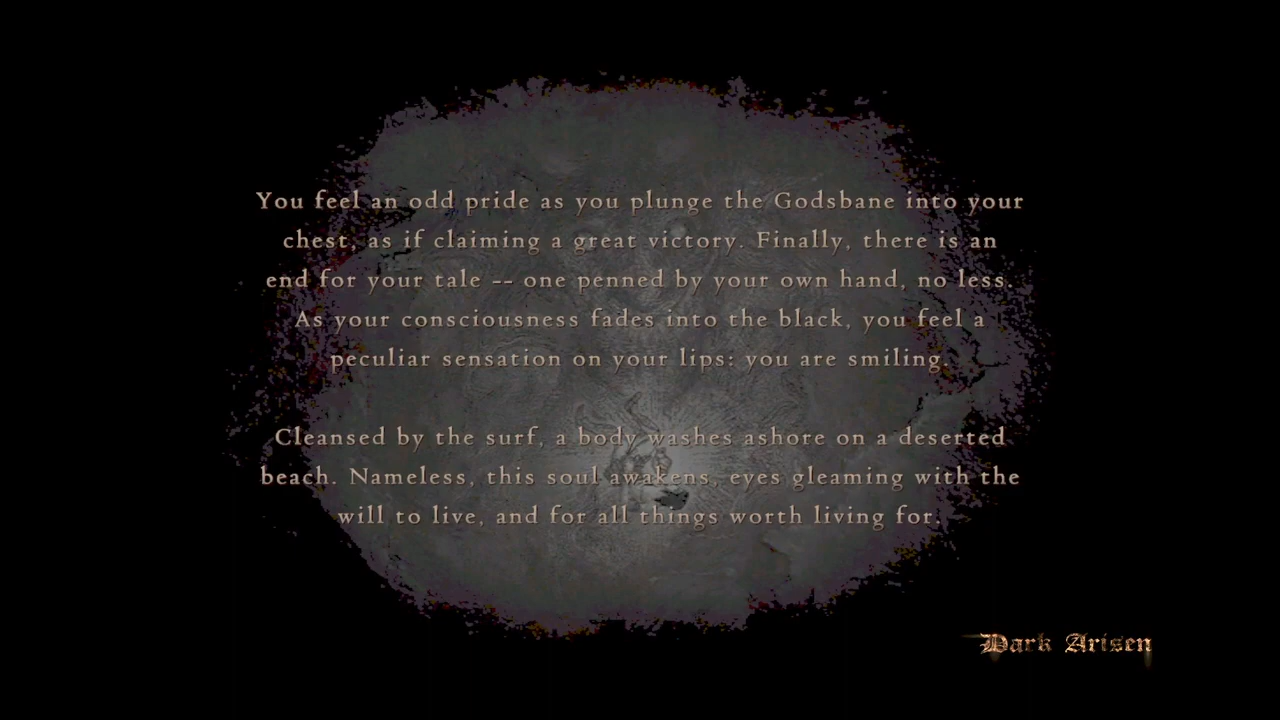 You feel an odd pride as you plunge the Godsbane into your
chest, as if claiming a great victory. Finally, there is an
end for your tale -- one penned by your own hand, no less.
As your consciousness fades into the black, you feel a
peculiar sensation on your lips: you are smiling.
Cleansed by the surf, a body washes ashore on a deserted
beach. Nameless, this soul awakens, eyes gleaming with the
will to live, and for all things worth living for.
Dark Arisen